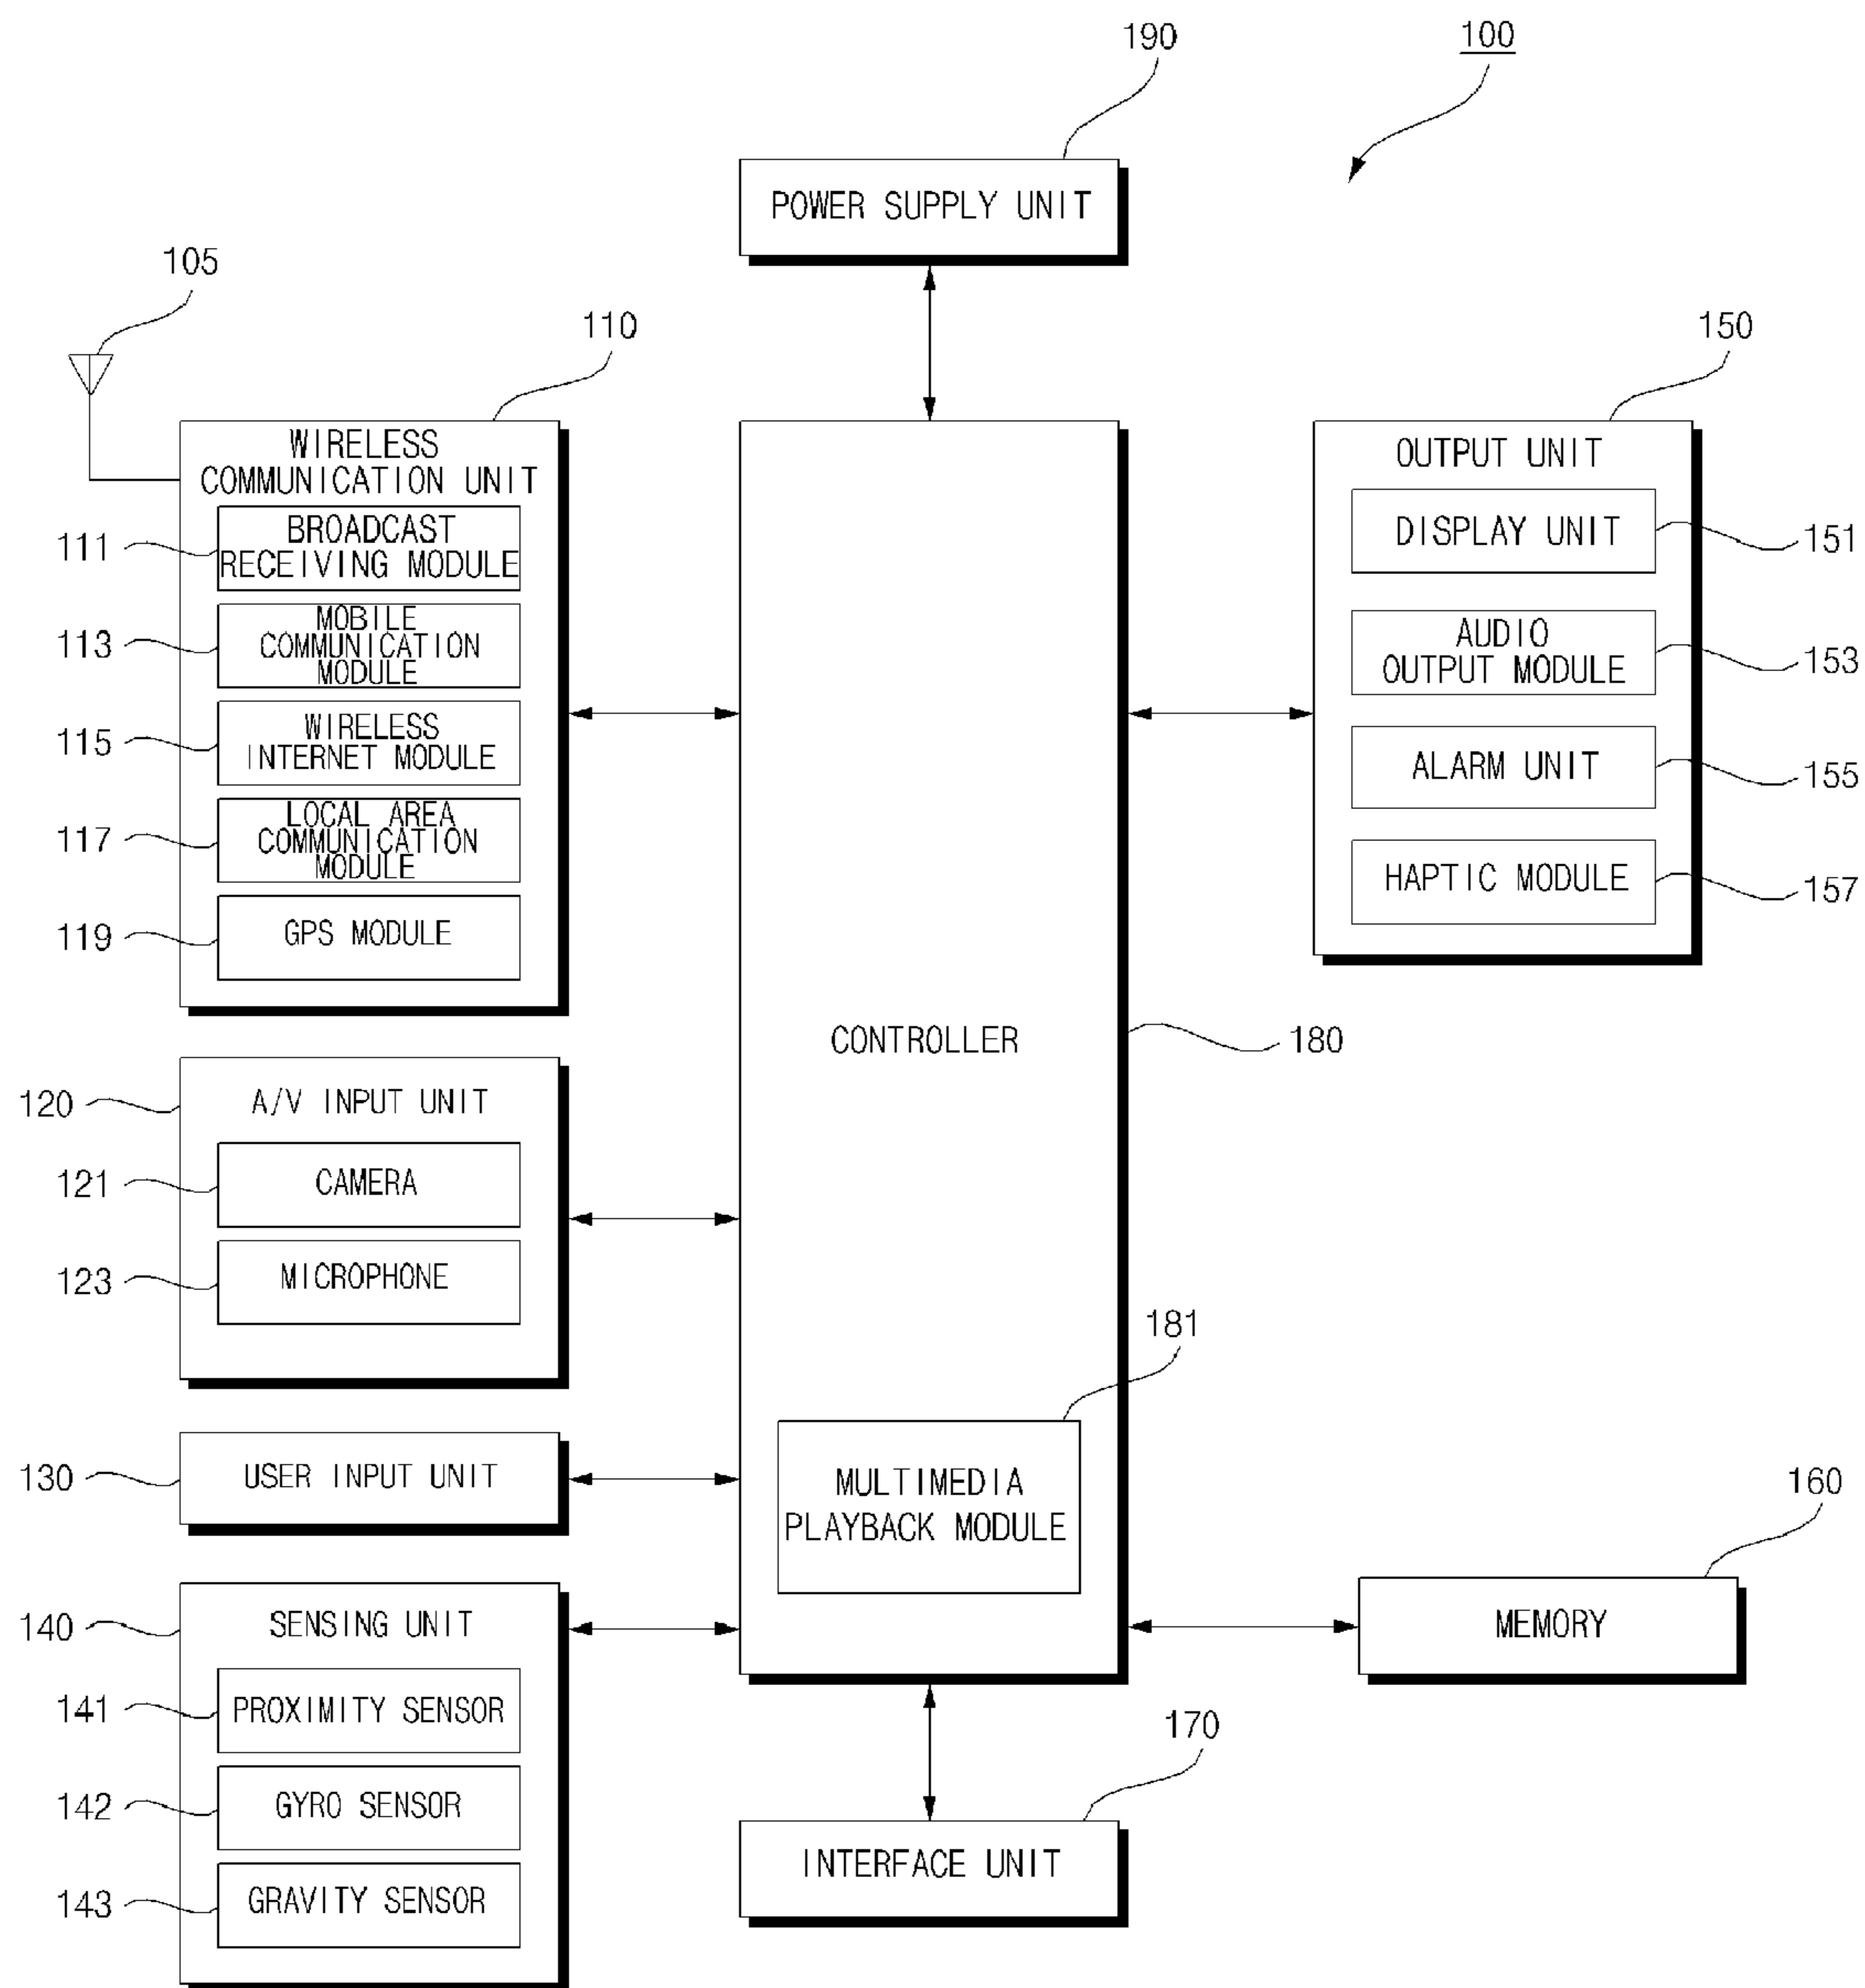 190
100
POWER SUPPLY UNIT
105
110
150
WIRELESS
COMMUNICATION UNIT
111
BROADCAST
RECEIVING MODULE
113
MOBILE
COMMUNICATION
MODULE
115
WIRELESS
INTERNET MODULE
117
LOCAL AREA
COMMUNICATION
MODULE
119
GPS MODULE
OUTPUT UNIT
DISPLAY UNIT
151
AUDIO
OUTPUT MODULE
153
ALARM UNIT
155
HAPTIC MODULE
157
CONTROLLER
180
120
A/V INPUT UNIT
121
CAMERA
123
MICROPHONE
181
MULTIMEDIA
PLAYBACK MODULE
130
USER INPUT UNIT
160
MEMORY
140
SENSING UNIT
141
PROXIMITY SENSOR
142
GYRO SENSOR
143
GRAVITY SENSOR
170
INTERFACE UNIT